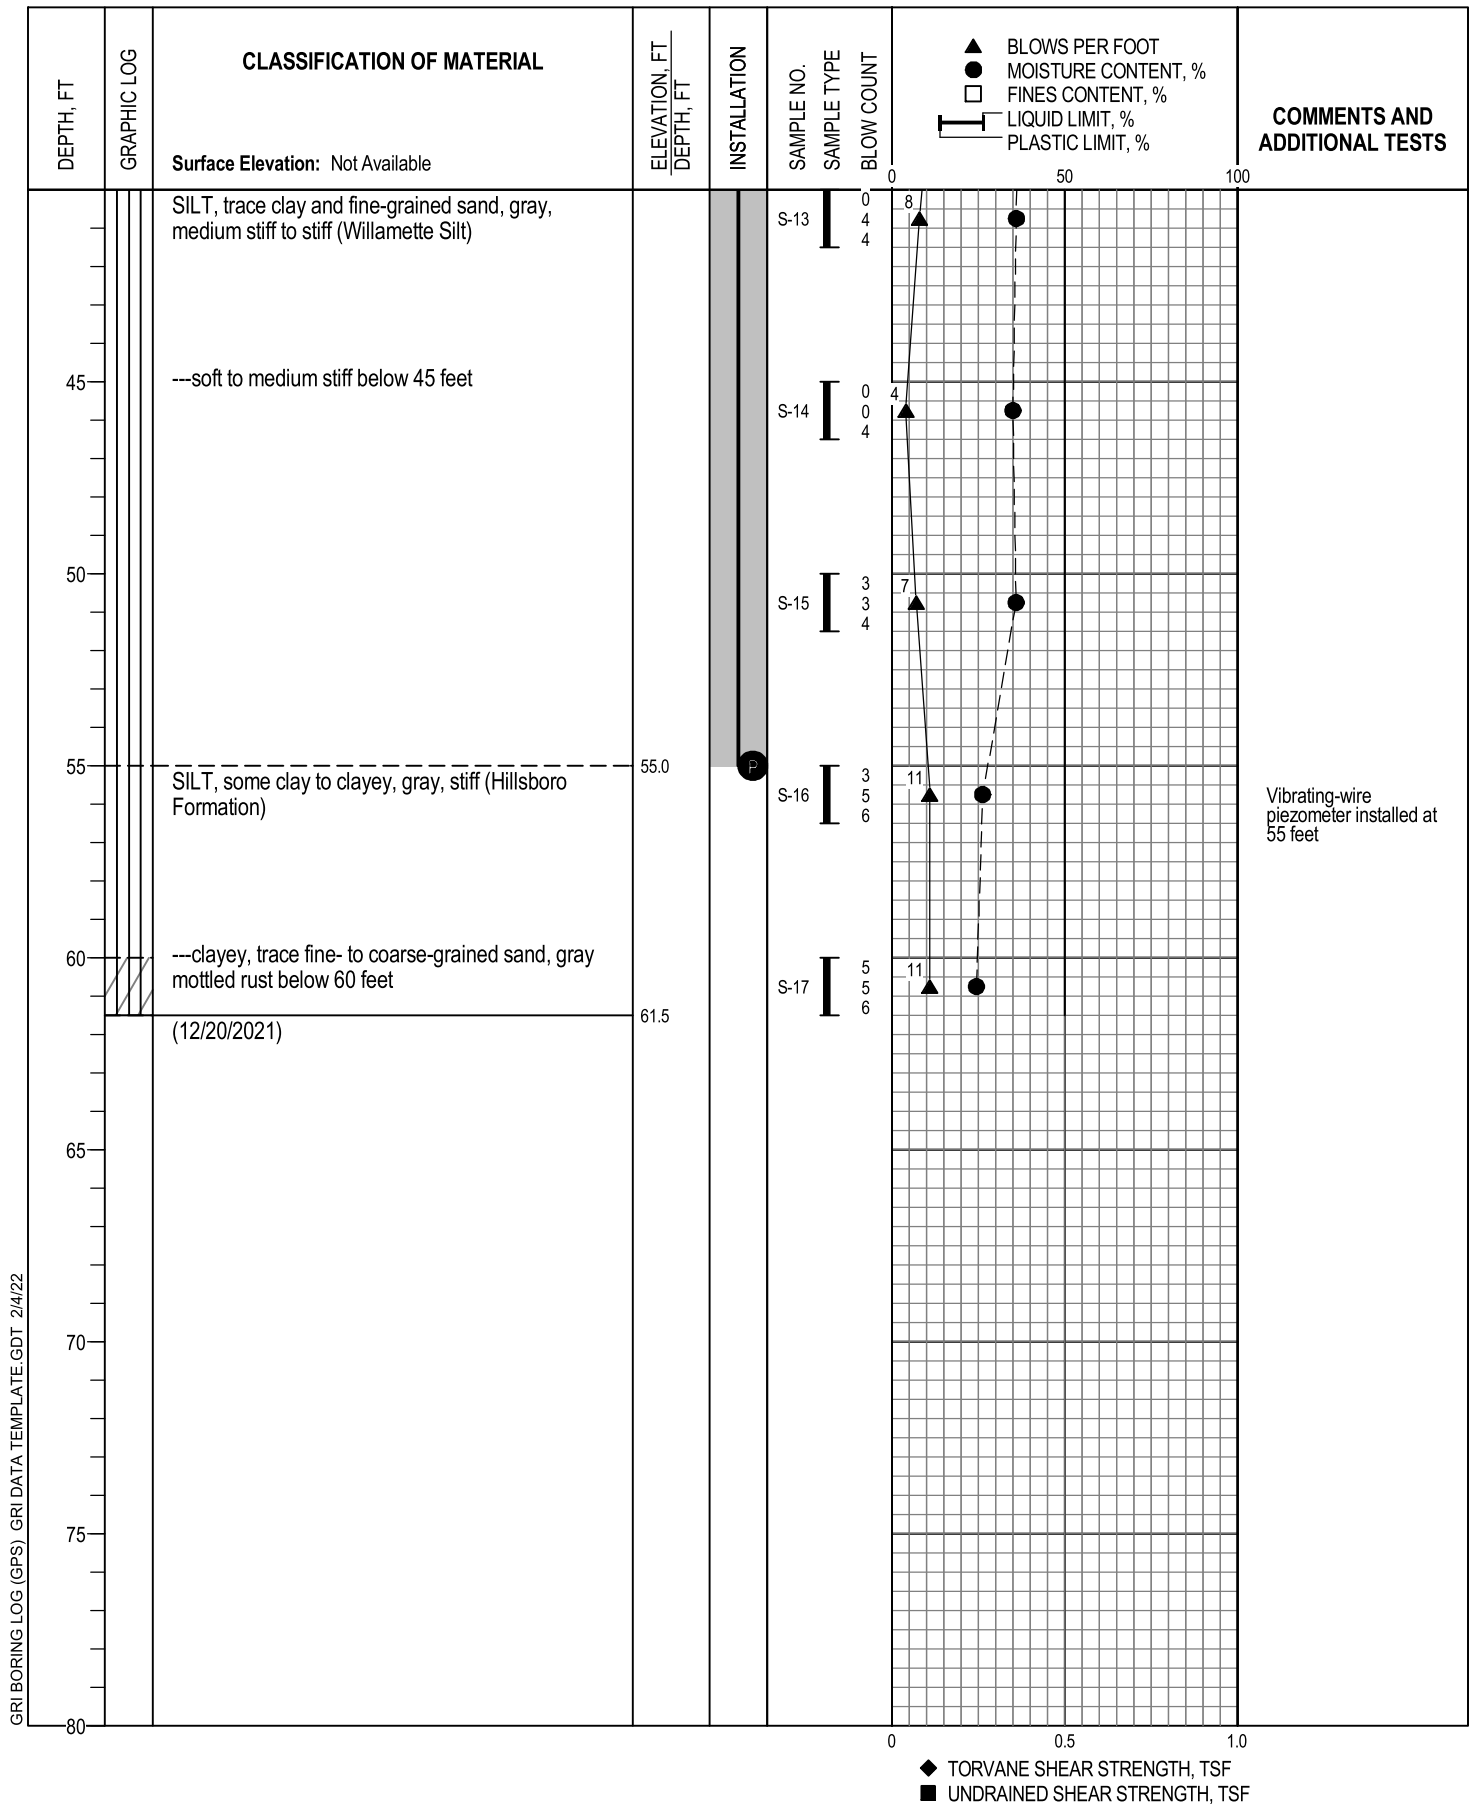 DEPTH, FT
GRAPHIC LOG
CLASSIFICATION OF MATERIAL
Surface Elevation: Not Available
ELEVATION, FT
DEPTH, FT
INSTALLATION
SAMPLE NO.
SAMPLE TYPE
BLOW COUNT
BLOWS PER FOOT
MOISTURE CONTENT, %
FINES CONTENT, %
LIQUID LIMIT, %
PLASTIC LIMIT, %
0 50 100
COMMENTS AND
ADDITIONAL TESTS
SILT, trace clay and fine-grained sand, gray,
medium stiff to stiff (Willamette Silt)
S-13
0
4
4
8
45
---soft to medium stiff below 45 feet
S-14
0
0
4
4
50
S-15
3
3
4
7
55
55.0
P
SILT, some clay to clayey, gray, stiff (Hillsboro
Formation)
S-16
3
5
6
11
Vibrating-wire
piezometer installed at
55 feet
60
---clayey, trace fine- to coarse-grained sand, gray
mottled rust below 60 feet
S-17
5
5
6
11
61.5
(12/20/2021)
65
70
75
80
0 0.5 1.0
TORVANE SHEAR STRENGTH, TSF
UNDRAINED SHEAR STRENGTH, TSF
GRI BORING LOG (GPS) GRI DATA TEMPLATE.GDT 2/4/22